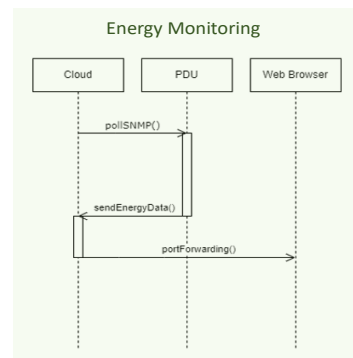 Energy Monitoring
Cloud
PDU
Web Browser
pollSNMP()
sendEnergyData()
portForwarding()